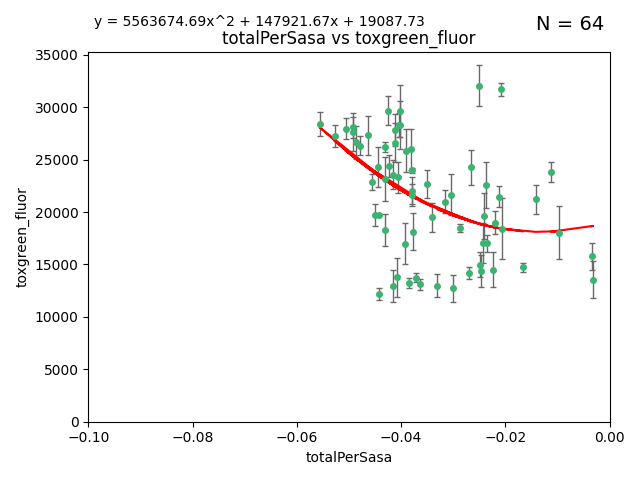 y = 5563674.69x^2 + 147921.67x + 19087.73
N = 64
totalPerSasa vs toxgreen_fluor
35000
30000
25000
20000
15000
10000
5000
0
toxgreen_fluor
−0.10
−0.08
−0.06
−0.04
−0.02
0.00
totalPerSasa